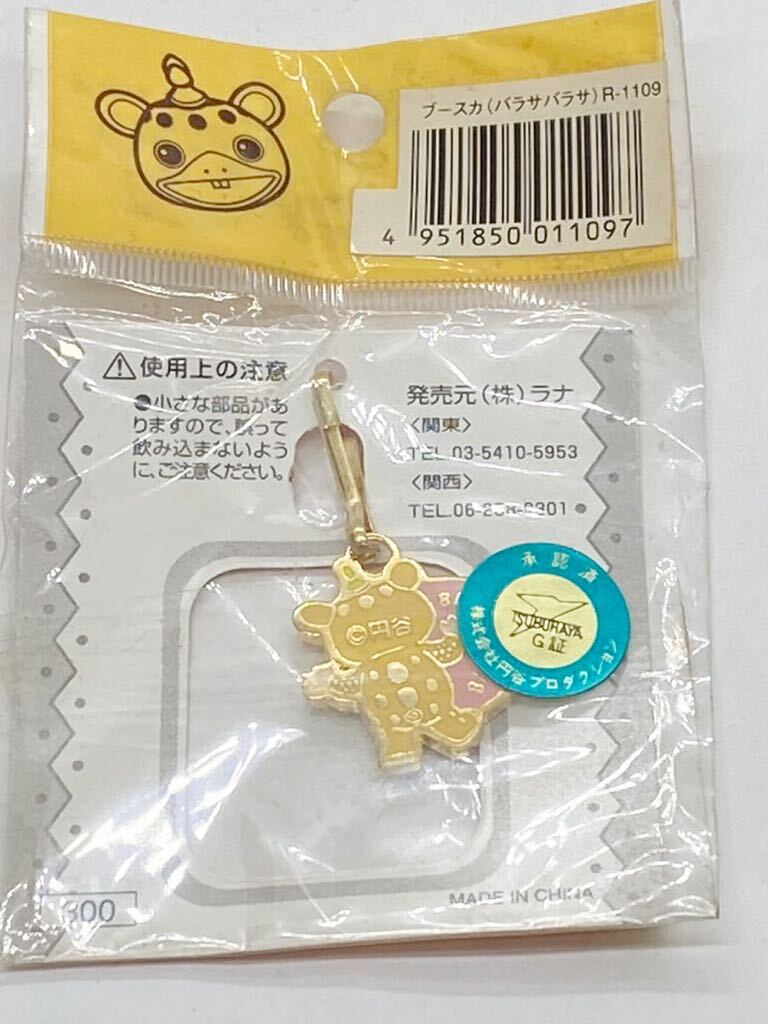 ブースカ(バラサバラサ)R-1109
4 951850 011097
⚠使用上の注意
●小さな部品があ
りますので、誤って
飲み込まないよう
に、ご注意ください。
発売元(株)ラナ
〈関東〉
TEL.03-5410-5953
〈関西〉
©円谷
承認済
TSUBURAYA
G証
株式会社円谷プロダクション
300
MADE IN CHINA